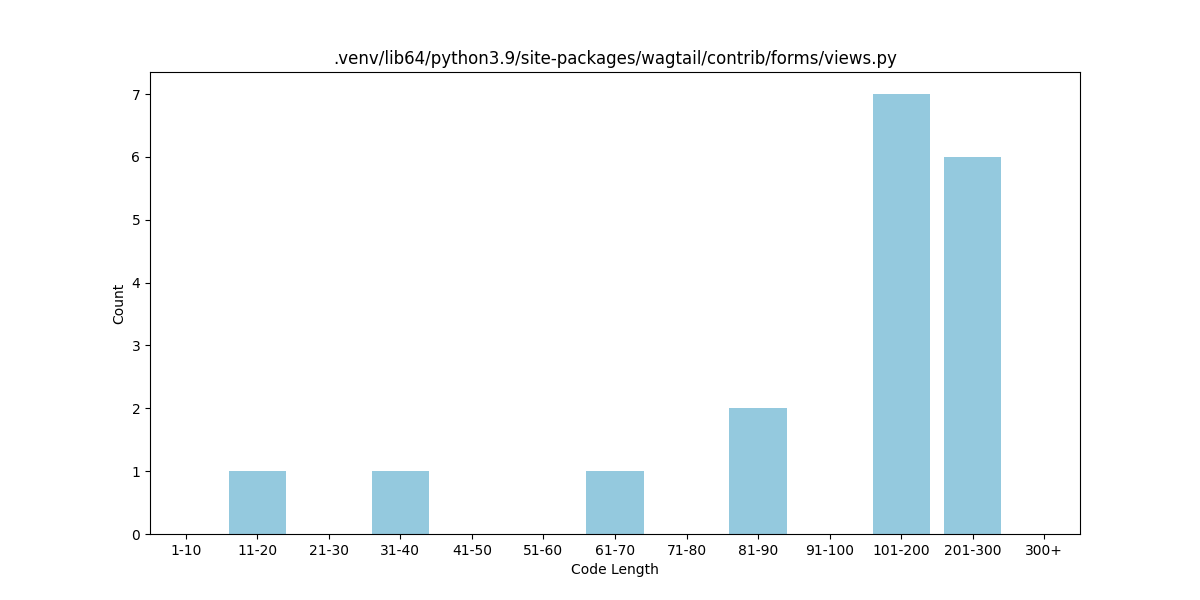 .venv/lib64/python3.9/site-packages/wagtail/contrib/forms/views.py
7
6
5
4
3
2
1
0
Count
1-10 11-20 21-30 31-40 41-50 51-60 61-70 71-80 81-90 91-100 101-200 201-300 300+
Code Length